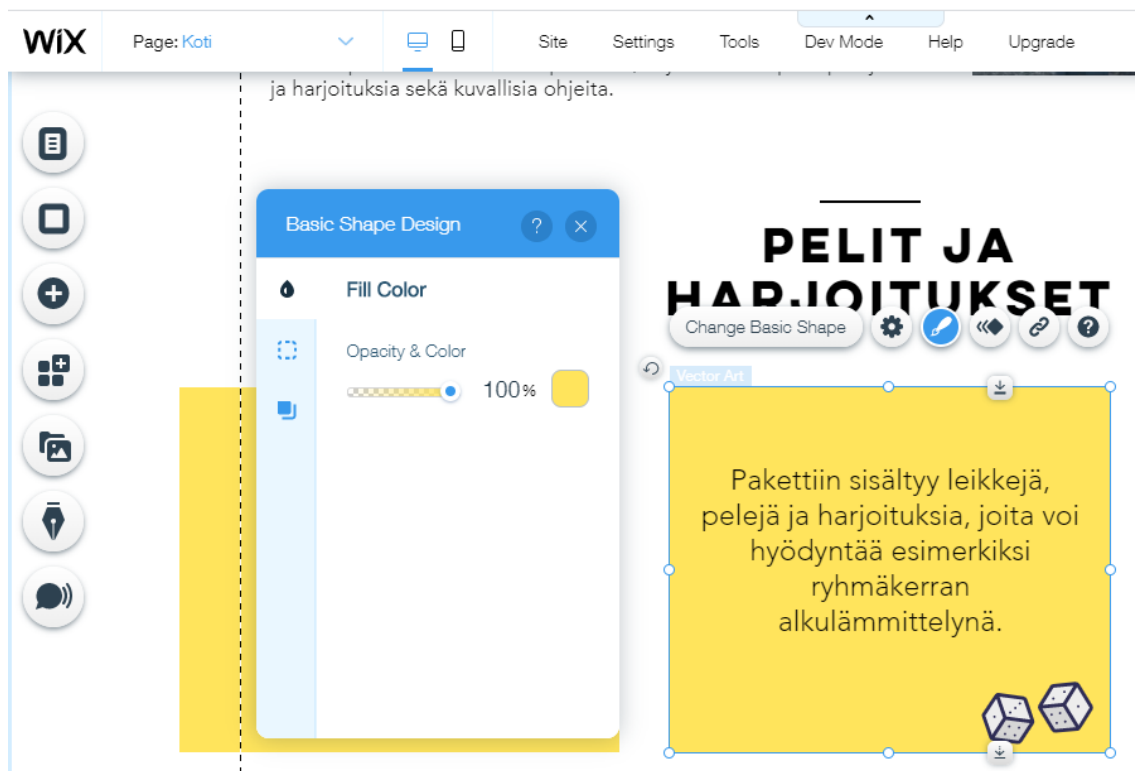 WiX
Page: Koti
Site
Settings
Tools
Dev Mode
Help
Upgrade
ja harjoituksia sekä kuvallisia ohjeita.
Basic Shape Design
?
Fill Color
Opacity & Color
100%
PELIT JA
HARJOITUKSET
Change Basic Shape
?
Vector Art
Pakettiin sisältyy leikkejä,
pelejä ja harjoituksia, joita voi
hyödyntää esimerkiksi
ryhmäkerran
alkulämmittelynä.